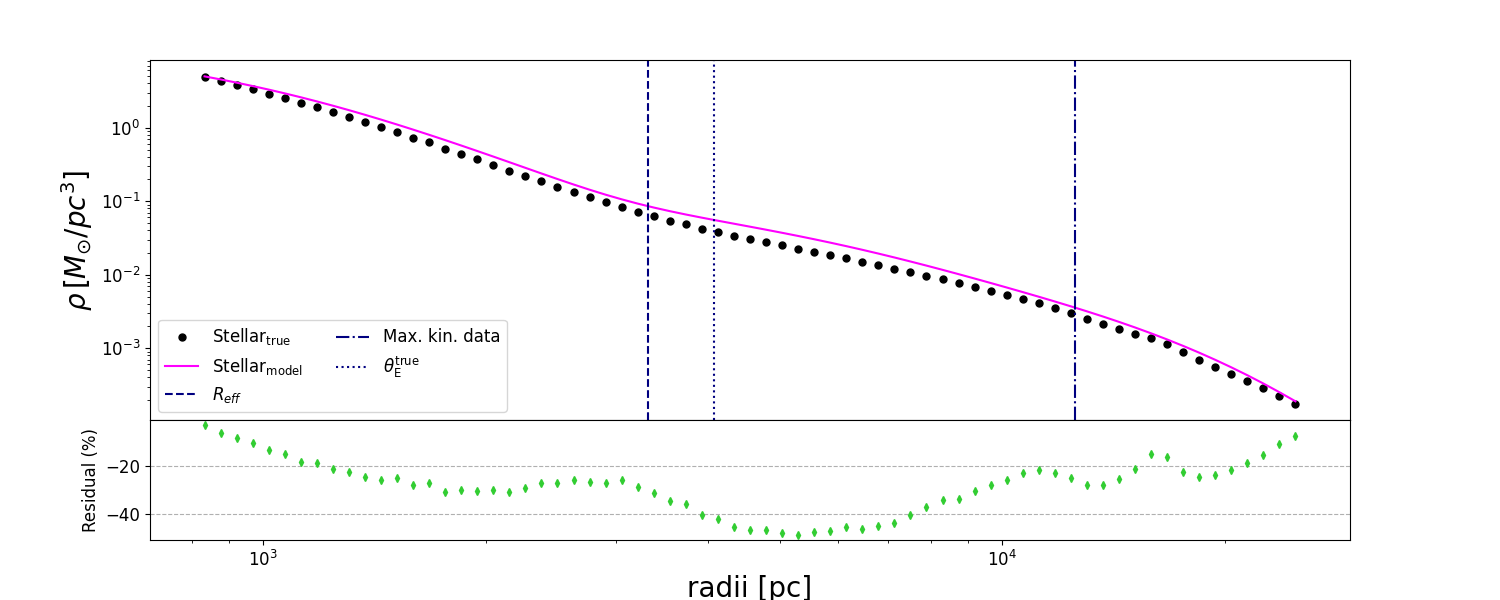 10⁰
10⁻¹
10⁻²
10⁻³
ρ [M⊙/pc³]
Stellar_true
Stellar_model
R_eff
Max. kin. data
θ_E^true
−20
−40
Residual (%)
10³
10⁴
radii [pc]